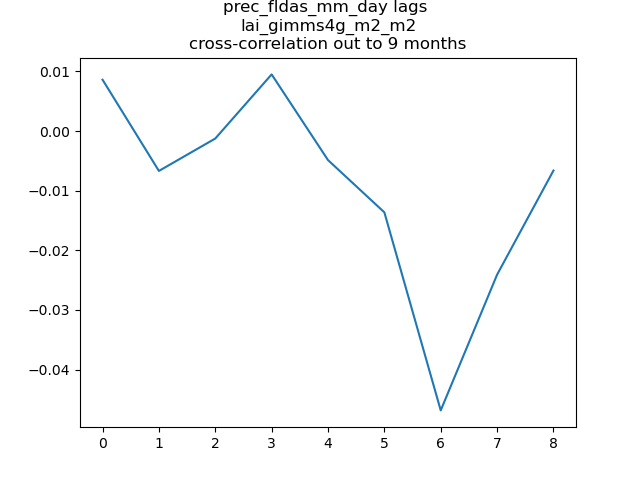 prec_fldas_mm_day lags
lai_gimms4g_m2_m2
cross-correlation out to 9 months
0.01
0.00
−0.01
−0.02
−0.03
−0.04
0 1 2 3 4 5 6 7 8